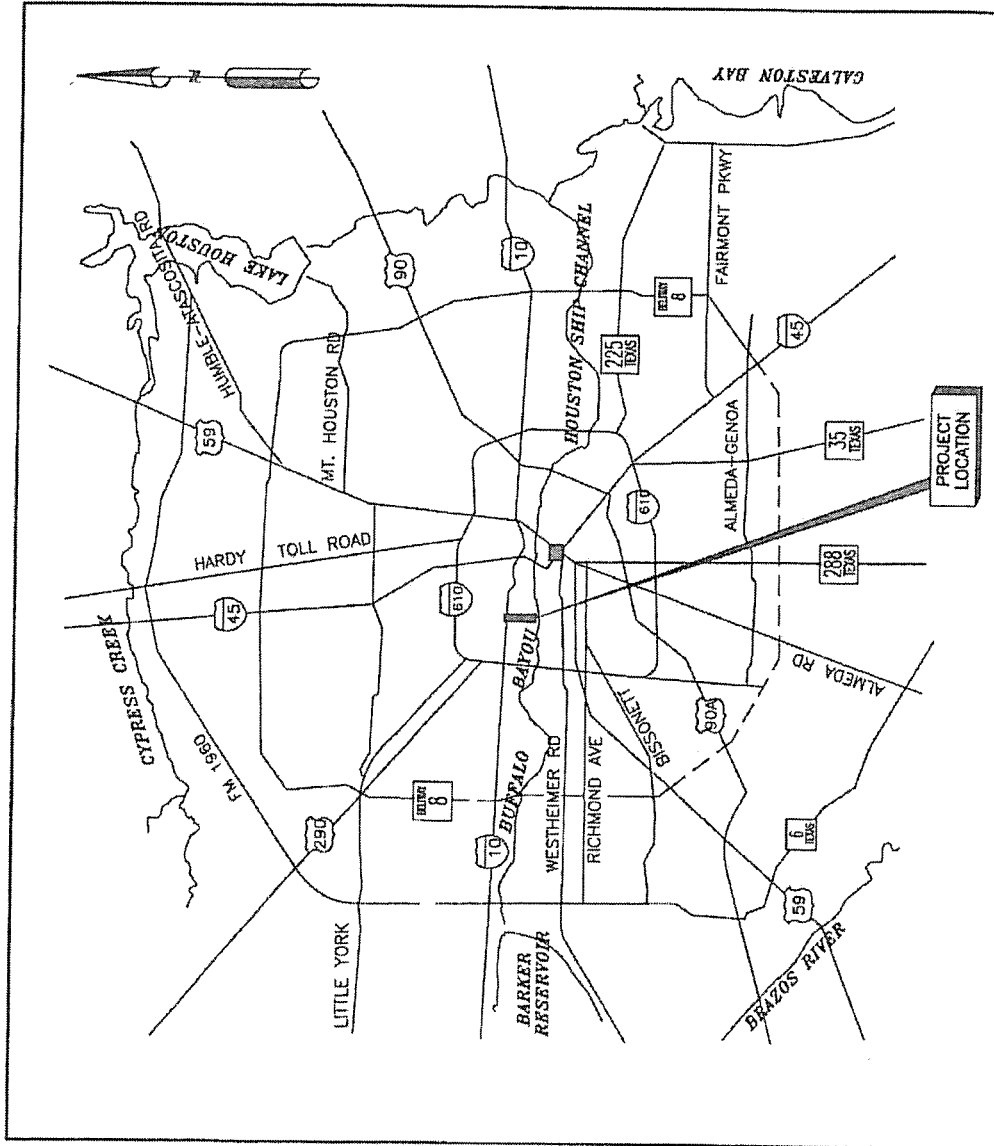 N
GALVESTON BAY
HUMBLE-ATASCOSITA RD
LAKE HOUSTON
CYPRESS CREEK
59
MT. HOUSTON RD
90
10
HOUSTON SHIP CHANNEL
225
TEXAS
BELTWAY
8
FAIRMONT PKWY
45
HARDY TOLL ROAD
45
610
610
ALMEDA-GENOA
35
TEXAS
PROJECT
LOCATION
288
TEXAS
ALMEDA RD
FM 1960
290
BELTWAY
8
BUFFALO BAYOU
10
WESTHEIMER RD
RICHMOND AVE
BISSONETT
90A
6
TEXAS
59
LITTLE YORK
BARKER
RESERVOIR
BRAZOS RIVER